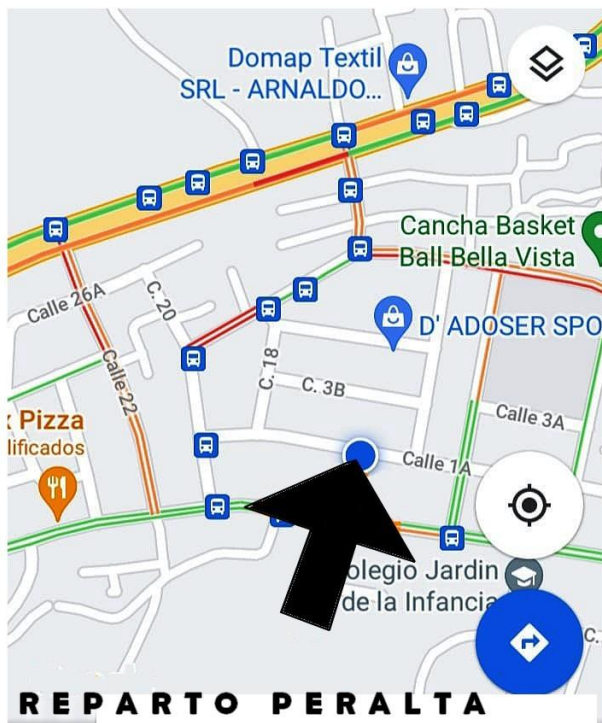 Domap Textil
SRL - ARNALDO...
Cancha Basket
Ball Bella Vista
Calle 26A
C. 20
D' ADOSER SPO
C. 18
Calle 22
C. 3B
Pizza
lificados
Calle 3A
Calle 1A
olegio Jardin
de la Infancia
C.
REPARTO PERALTA